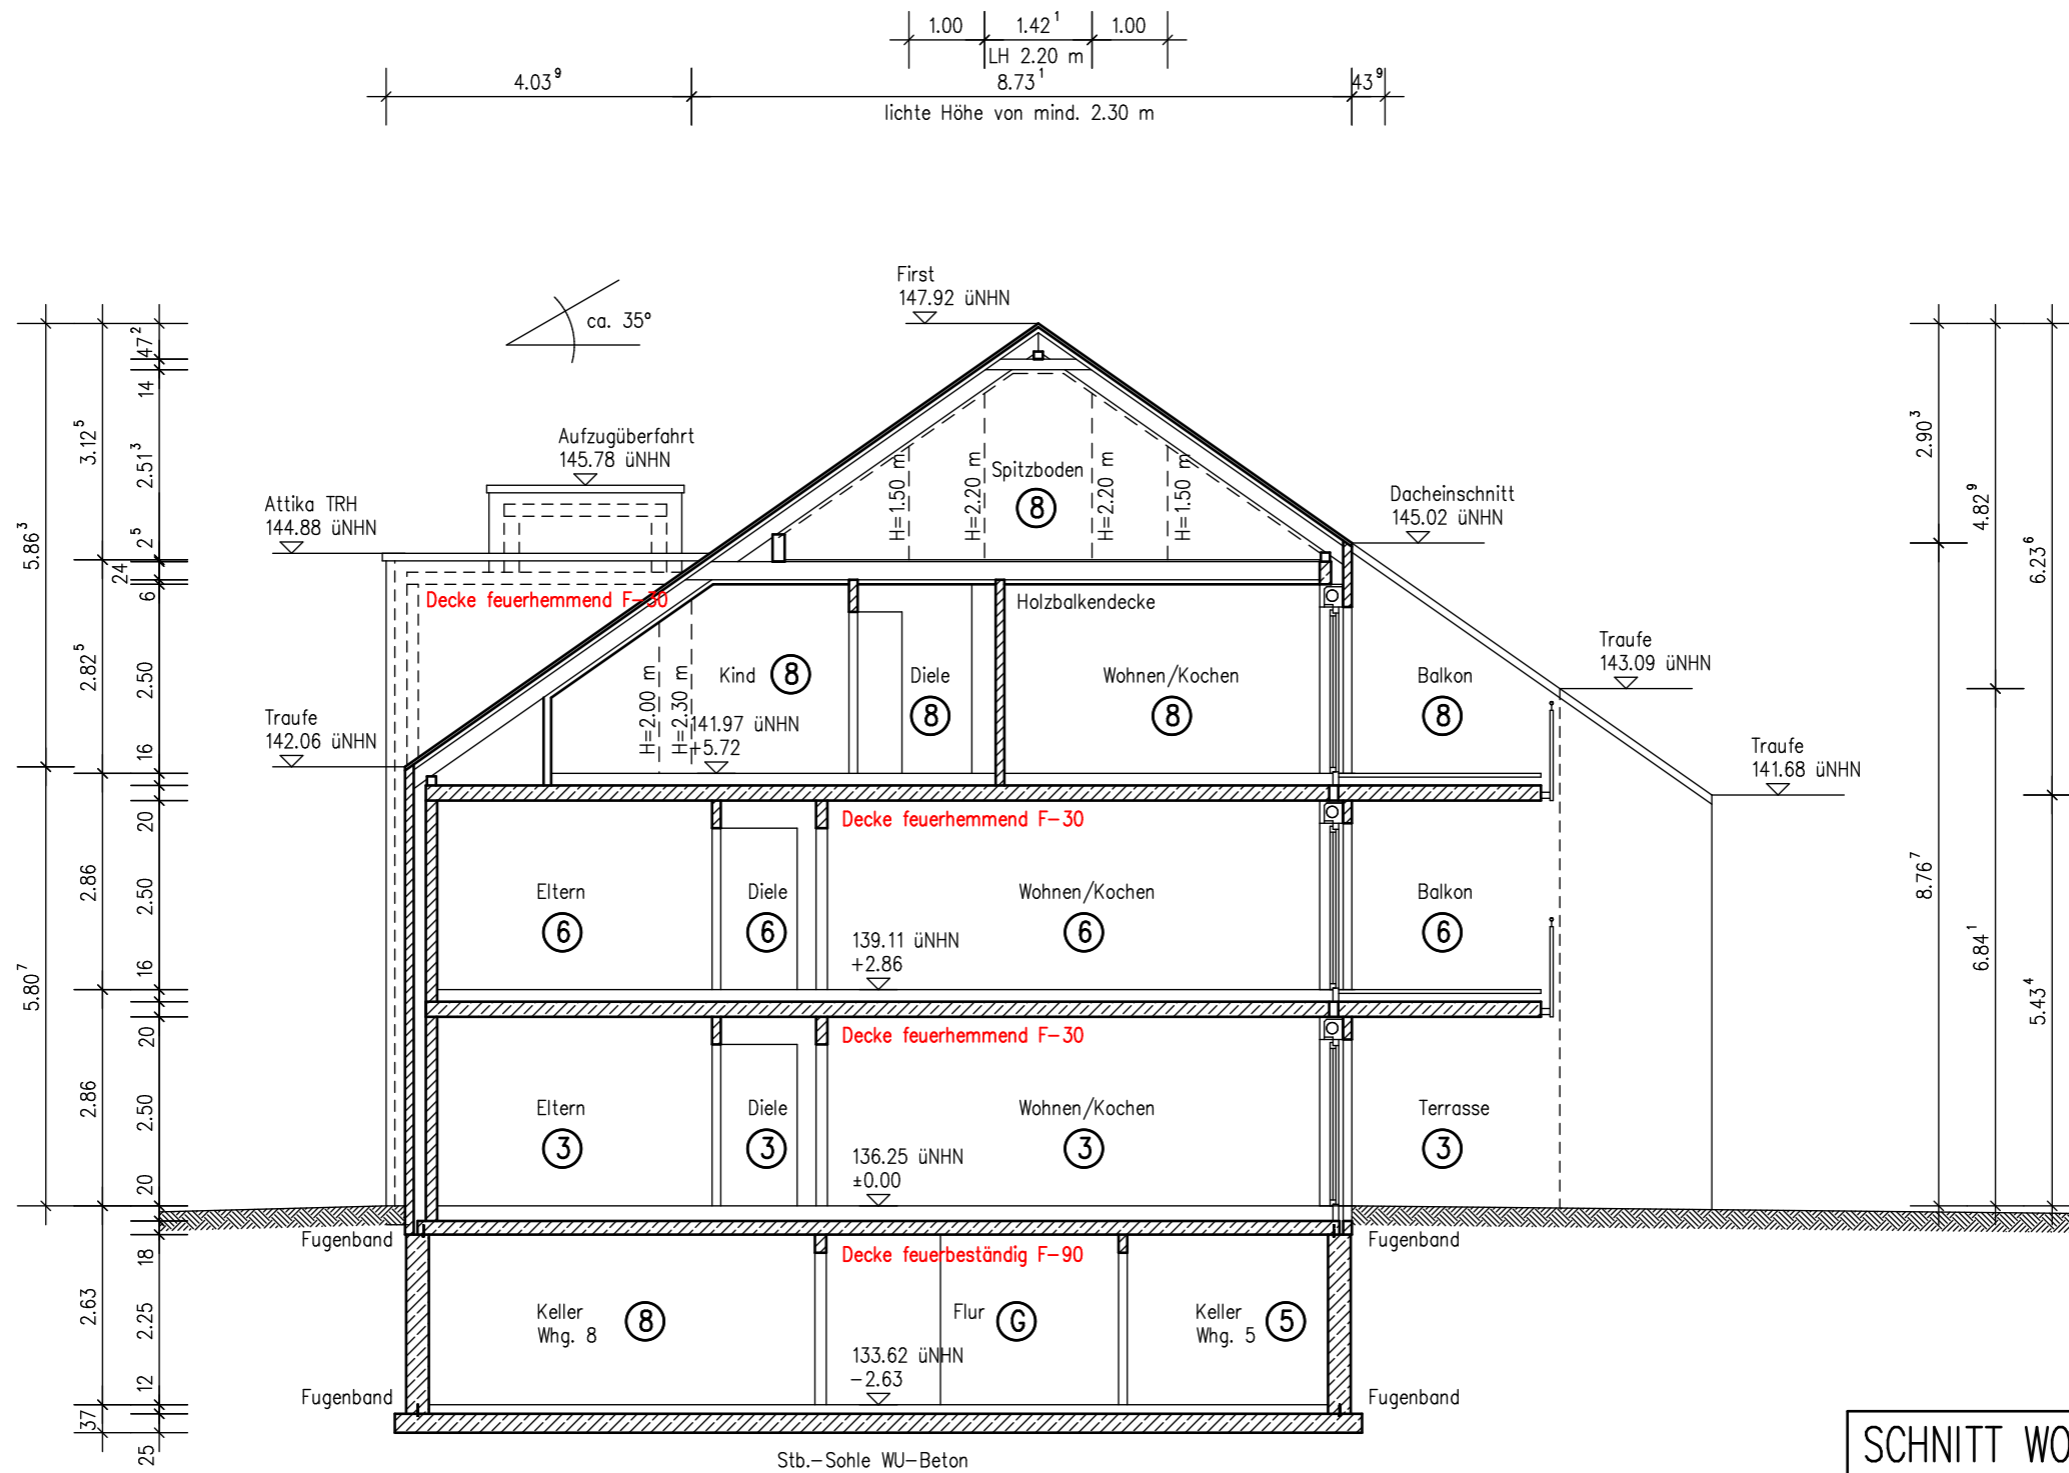 1.00 1.42¹ 1.00
LH 2.20 m
4.03⁹ 8.73¹ 43⁹
lichte Höhe von mind. 2.30 m
First
147.92 üNHN
ca. 35°
Aufzugüberfahrt
145.78 üNHN
Attika TRH
144.88 üNHN
Dacheinschnitt
145.02 üNHN
Traufe
143.09 üNHN
Traufe
142.06 üNHN
Traufe
141.68 üNHN
5.86³
5.80⁷
3.12⁵
2.82⁵
2.86
2.86
2.63
37
47²
14
2.51³
2⁵
24
6
2.50
16
20
2.50
16
20
2.50
20
18
2.25
12
25
2.90³
8.76⁷
4.82⁹
6.84¹
6.23⁶
5.43⁴
H=1.50 m
H=2.20 m
Spitzboden
8
H=2.20 m
H=1.50 m
Decke feuerhemmend F-30
Holzbalkendecke
H=2.00 m
H=2.30 m
Kind 8
Diele
8
Wohnen/Kochen
8
Balkon
8
141.97 üNHN
+5.72
Decke feuerhemmend F-30
Eltern
6
Diele
6
Wohnen/Kochen
6
Balkon
6
139.11 üNHN
+2.86
Decke feuerhemmend F-30
Eltern
3
Diele
3
Wohnen/Kochen
3
Terrasse
3
136.25 üNHN
±0.00
Fugenband
Fugenband
Decke feuerbeständig F-90
Keller
Whg. 8
8
Flur G
Keller
Whg. 5
5
133.62 üNHN
-2.63
Fugenband
Fugenband
Stb.-Sohle WU-Beton
SCHNITT WO